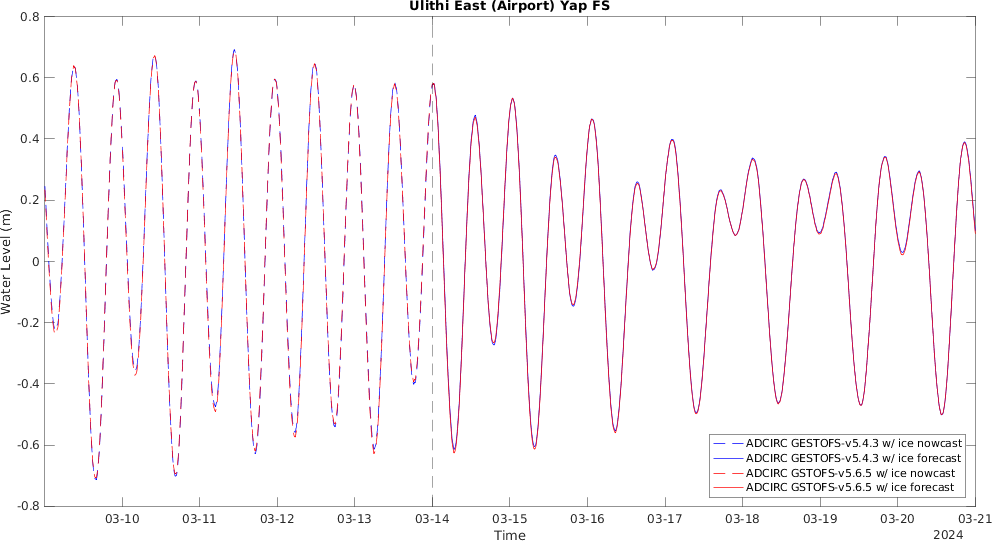 Ulithi East (Airport) Yap FS
0.8
0.6
0.4
0.2
0
-0.2
-0.4
-0.6
-0.8
Water Level (m)
03-10 03-11 03-12 03-13 03-14 03-15 03-16 03-17 03-18 03-19 03-20 03-21
Time
2024
ADCIRC GESTOFS-v5.4.3 w/ ice nowcast
ADCIRC GESTOFS-v5.4.3 w/ ice forecast
ADCIRC GSTOFS-v5.6.5 w/ ice nowcast
ADCIRC GSTOFS-v5.6.5 w/ ice forecast